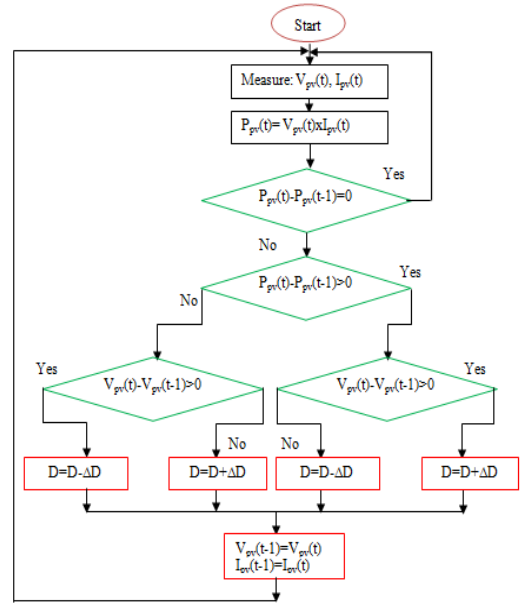 Start
Measure: Vpv(t), Ipv(t)
Ppv(t)= Vpv(t)xIpv(t)
Yes
Ppv(t)-Ppv(t-1)=0
No
Ppv(t)-Ppv(t-1)>0
Yes
No
Yes
Vpv(t)-Vpv(t-1)>0
Vpv(t)-Vpv(t-1)>0
Yes
No
No
D=D-ΔD
D=D+ΔD
D=D-ΔD
D=D+ΔD
Vpv(t-1)=Vpv(t)
Ipv(t-1)=Ipv(t)